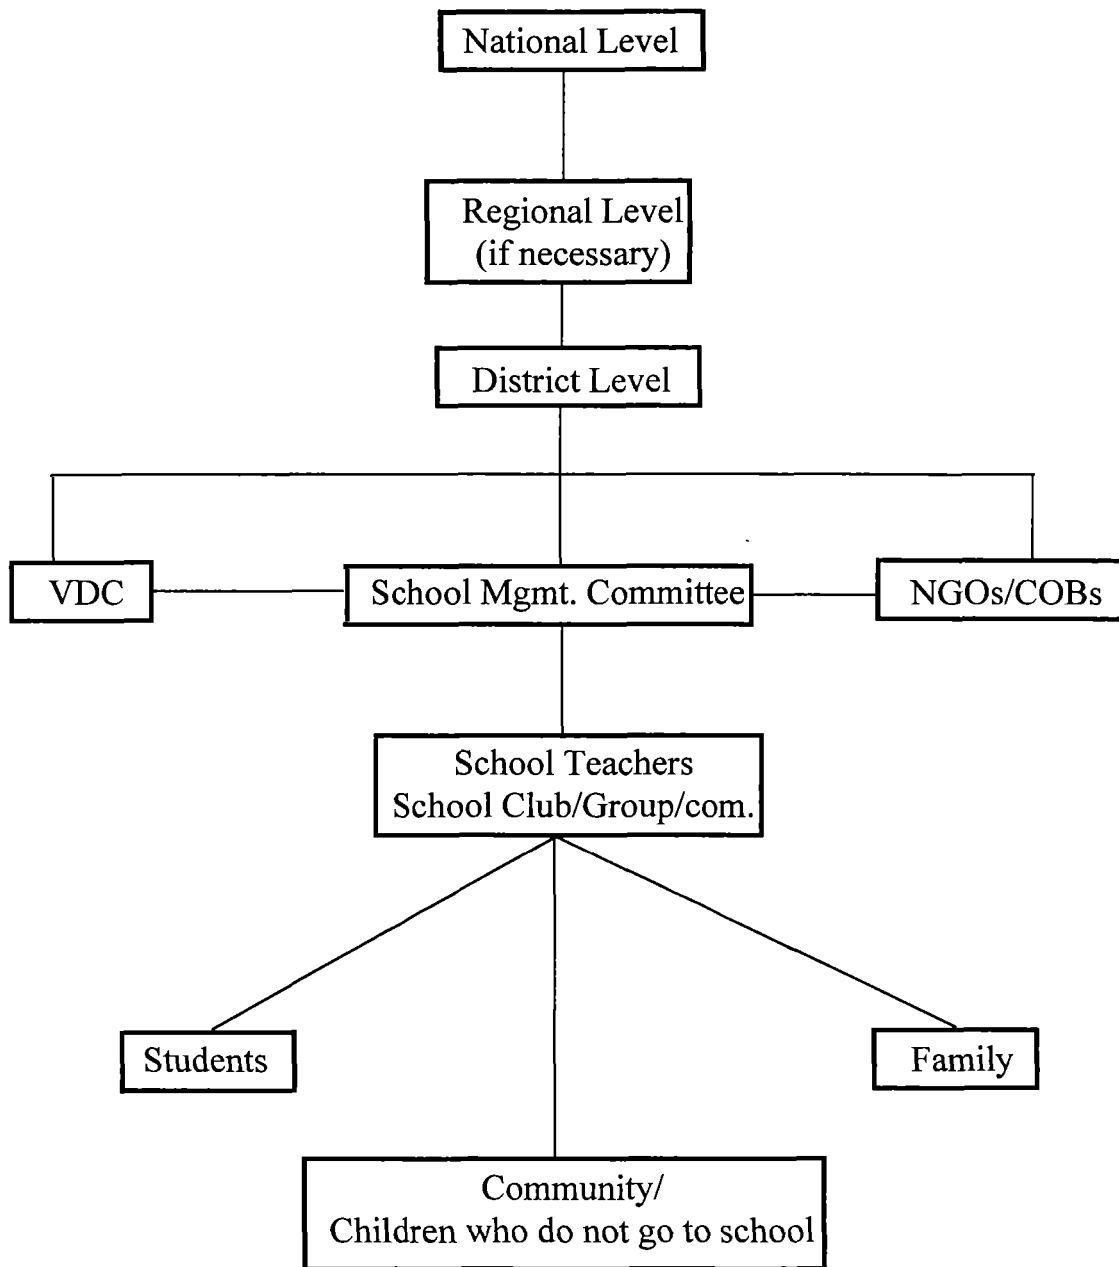 National Level
Regional Level
(if necessary)
District Level
VDC
School Mgmt. Committee
NGOs/COBs
School Teachers
School Club/Group/com.
Students
Family
Community/
Children who do not go to school